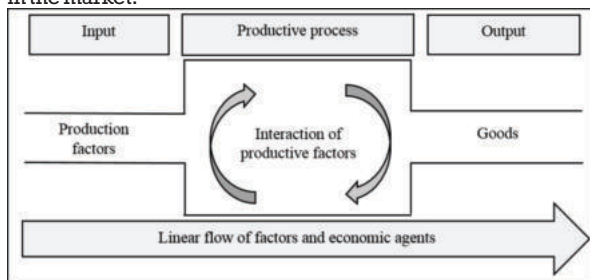 in the market.
Input
Productive process
Output
Production
factors
Interaction of
productive factors
Goods
Linear flow of factors and economic agents